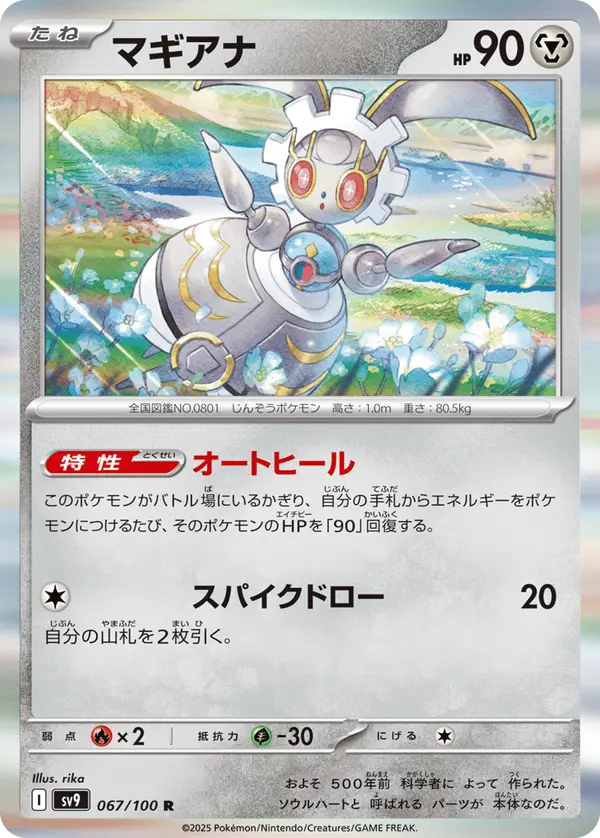 たね
マギアナ
HP 90
全国図鑑NO.0801 じんぞうポケモン 高さ:1.0m 重さ:80.5kg
特性 とくせい
オートヒール
このポケモンがバトル場にいるかぎり、自分の手札からエネルギーをポケ
モンにつけるたび、そのポケモンのHPを「90」回復する。
スパイクドロー 20
自分の山札を2枚引く。
弱点 ×2 抵抗力 -30 にげる
Illus. rika
I sv9 067/100 R
およそ 500年前 科学者に よって 作られた。
ソウルハートと 呼ばれる パーツが 本体なのだ。
©2025 Pokémon/Nintendo/Creatures/GAME FREAK.